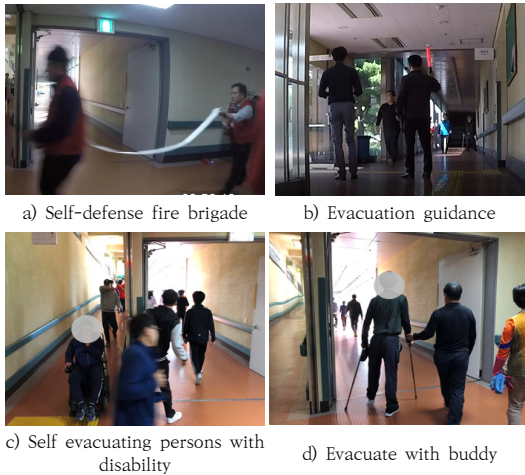 a) Self-defense fire brigade
b) Evacuation guidance
c) Self evacuating persons with
disability
d) Evacuate with buddy